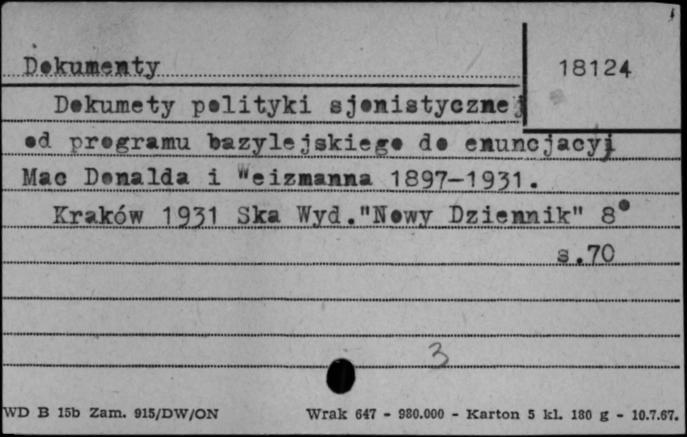 Dokumenty
18124
Dokumety polityki sjonistycznej
od programu bazylejskiego do enuncjacyj
Mac Donalda i Weizmanna 1897-1931.
Kraków 1931 Ska Wyd."Nowy Dziennik" 8°
s.70
3
WD B 15b Zam. 915/DW/ON Wrak 647 - 980.000 - Karton 5 kl. 180 g - 10.7.67.